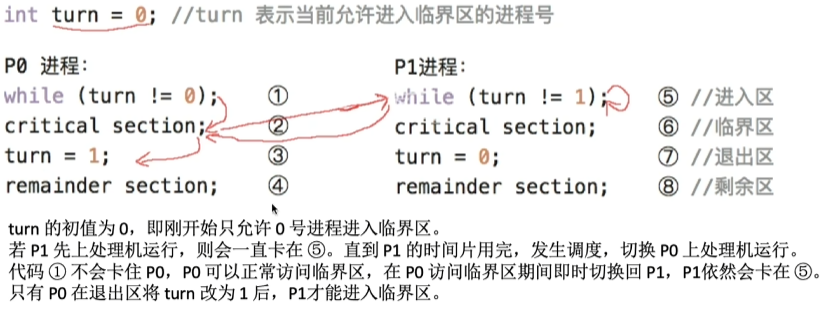 int turn = 0; //turn 表示当前允许进入临界区的进程号
P0 进程: P1进程:
while (turn != 0); ① while (turn != 1); ⑤ //进入区
critical section; ② critical section; ⑥ //临界区
turn = 1; ③ turn = 0; ⑦ //退出区
remainder section; ④ remainder section; ⑧ //剩余区
turn 的初值为 0，即刚开始只允许 0 号进程进入临界区。
若 P1 先上处理机运行，则会一直卡在 ⑤。直到 P1 的时间片用完，发生调度，切换 P0 上处理机运行。
代码 ① 不会卡住 P0，P0 可以正常访问临界区，在 P0 访问临界区期间即时切换回 P1，P1依然会卡在 ⑤。
只有 P0 在退出区将 turn 改为 1 后，P1才能进入临界区。